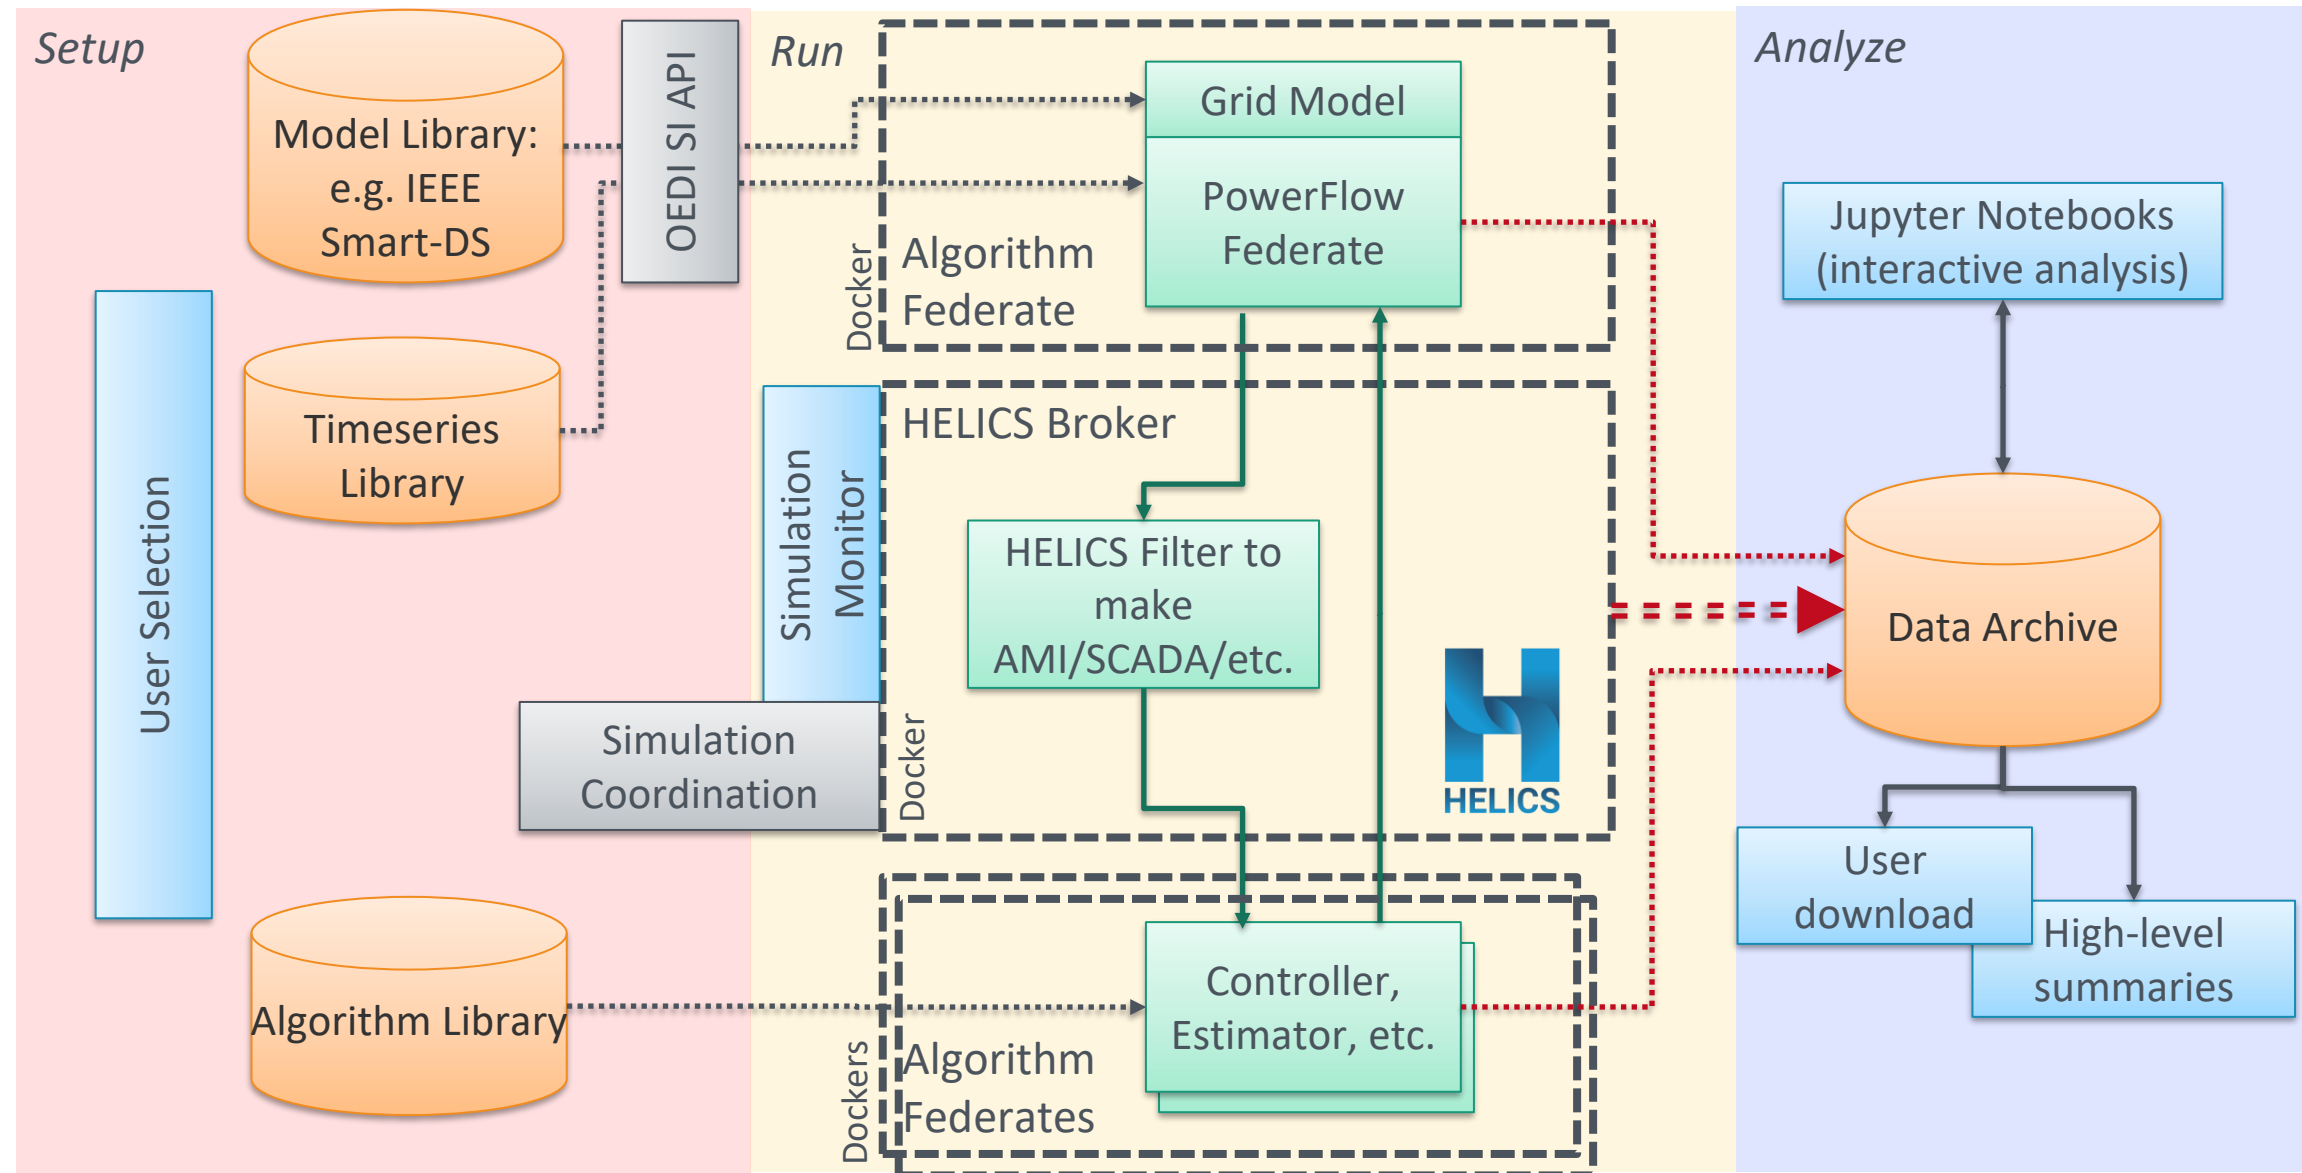 Setup
Model Library:
e.g. IEEE
Smart-DS
OEDI SI API
Timeseries
Library
User Selection
Algorithm Library
Run
Grid Model
PowerFlow
Federate
Algorithm
Federate
Docker
HELICS Broker
Simulation
Monitor
HELICS Filter to
make
AMI/SCADA/etc.
Simulation
Coordination
Docker
HELICS
Controller,
Estimator, etc.
Algorithm
Federates
Dockers
Analyze
Jupyter Notebooks
(interactive analysis)
Data Archive
User
download
High-level
summaries